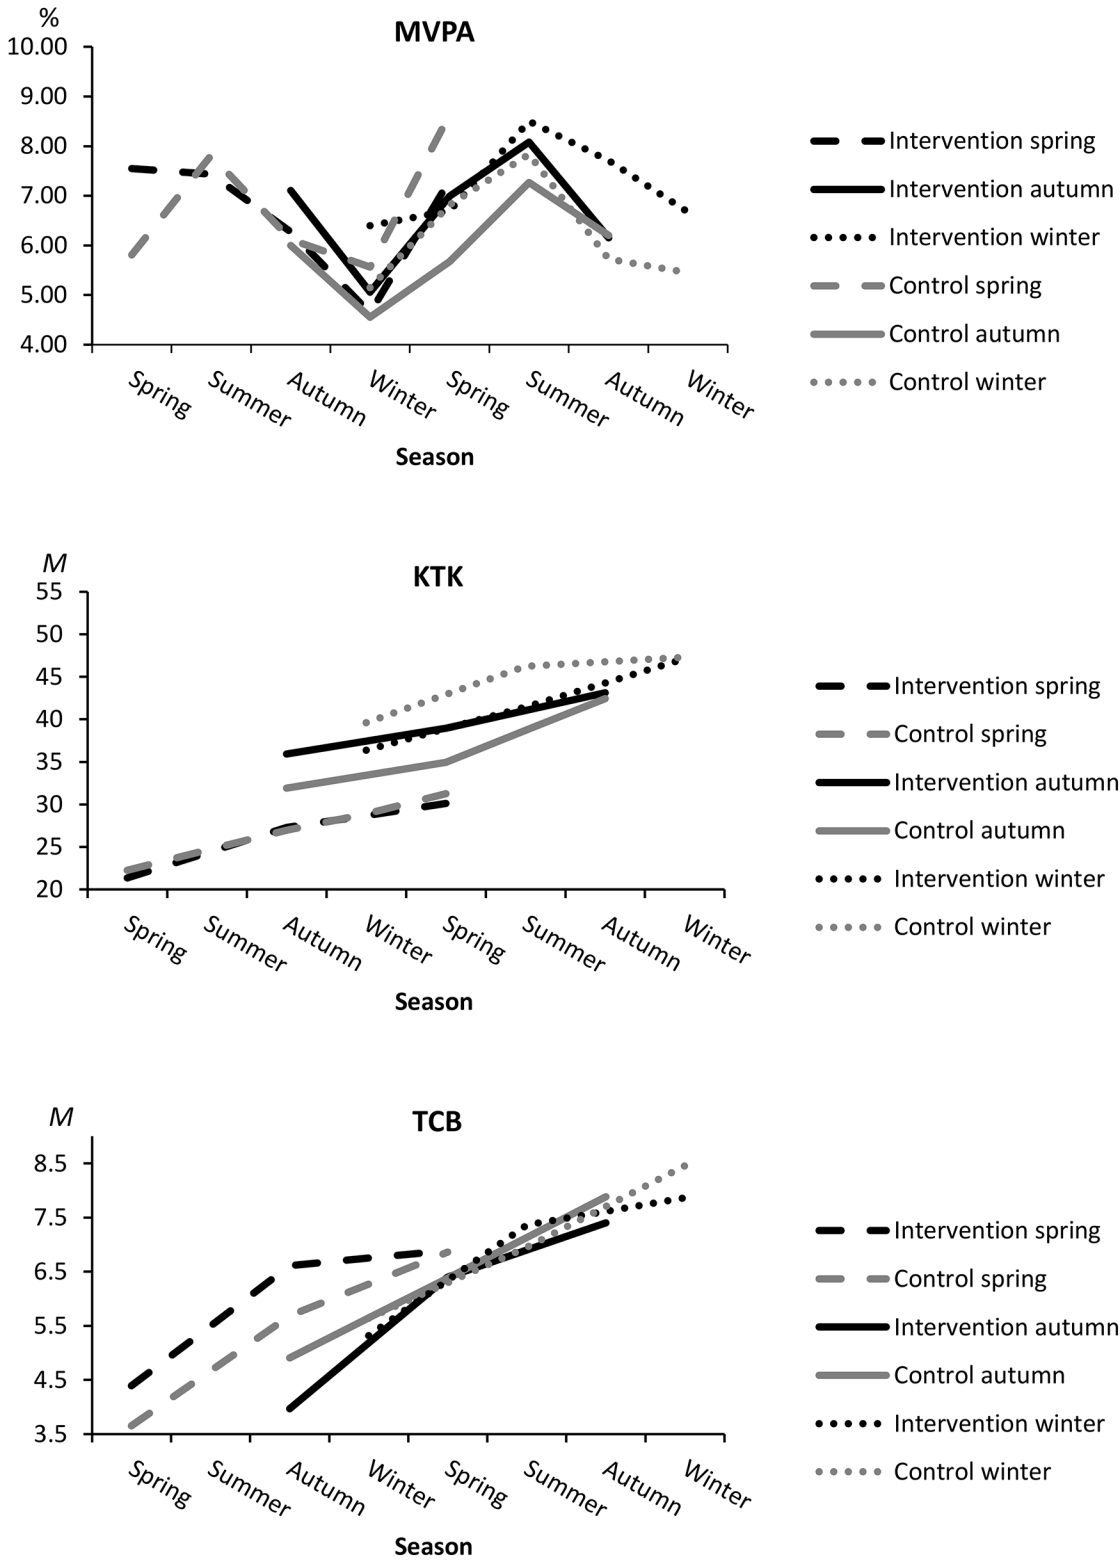 %
MVPA
10.00
9.00
8.00
7.00
6.00
5.00
4.00
Spring
Summer
Autumn
Winter
Spring
Summer
Autumn
Winter
Season
Intervention spring
Intervention autumn
Intervention winter
Control spring
Control autumn
Control winter
M
KTK
55
50
45
40
35
30
25
20
Spring
Summer
Autumn
Winter
Spring
Summer
Autumn
Winter
Season
Intervention spring
Control spring
Intervention autumn
Control autumn
Intervention winter
Control winter
M
TCB
8.5
7.5
6.5
5.5
4.5
3.5
Spring
Summer
Autumn
Winter
Spring
Summer
Autumn
Winter
Season
Intervention spring
Control spring
Intervention autumn
Control autumn
Intervention winter
Control winter